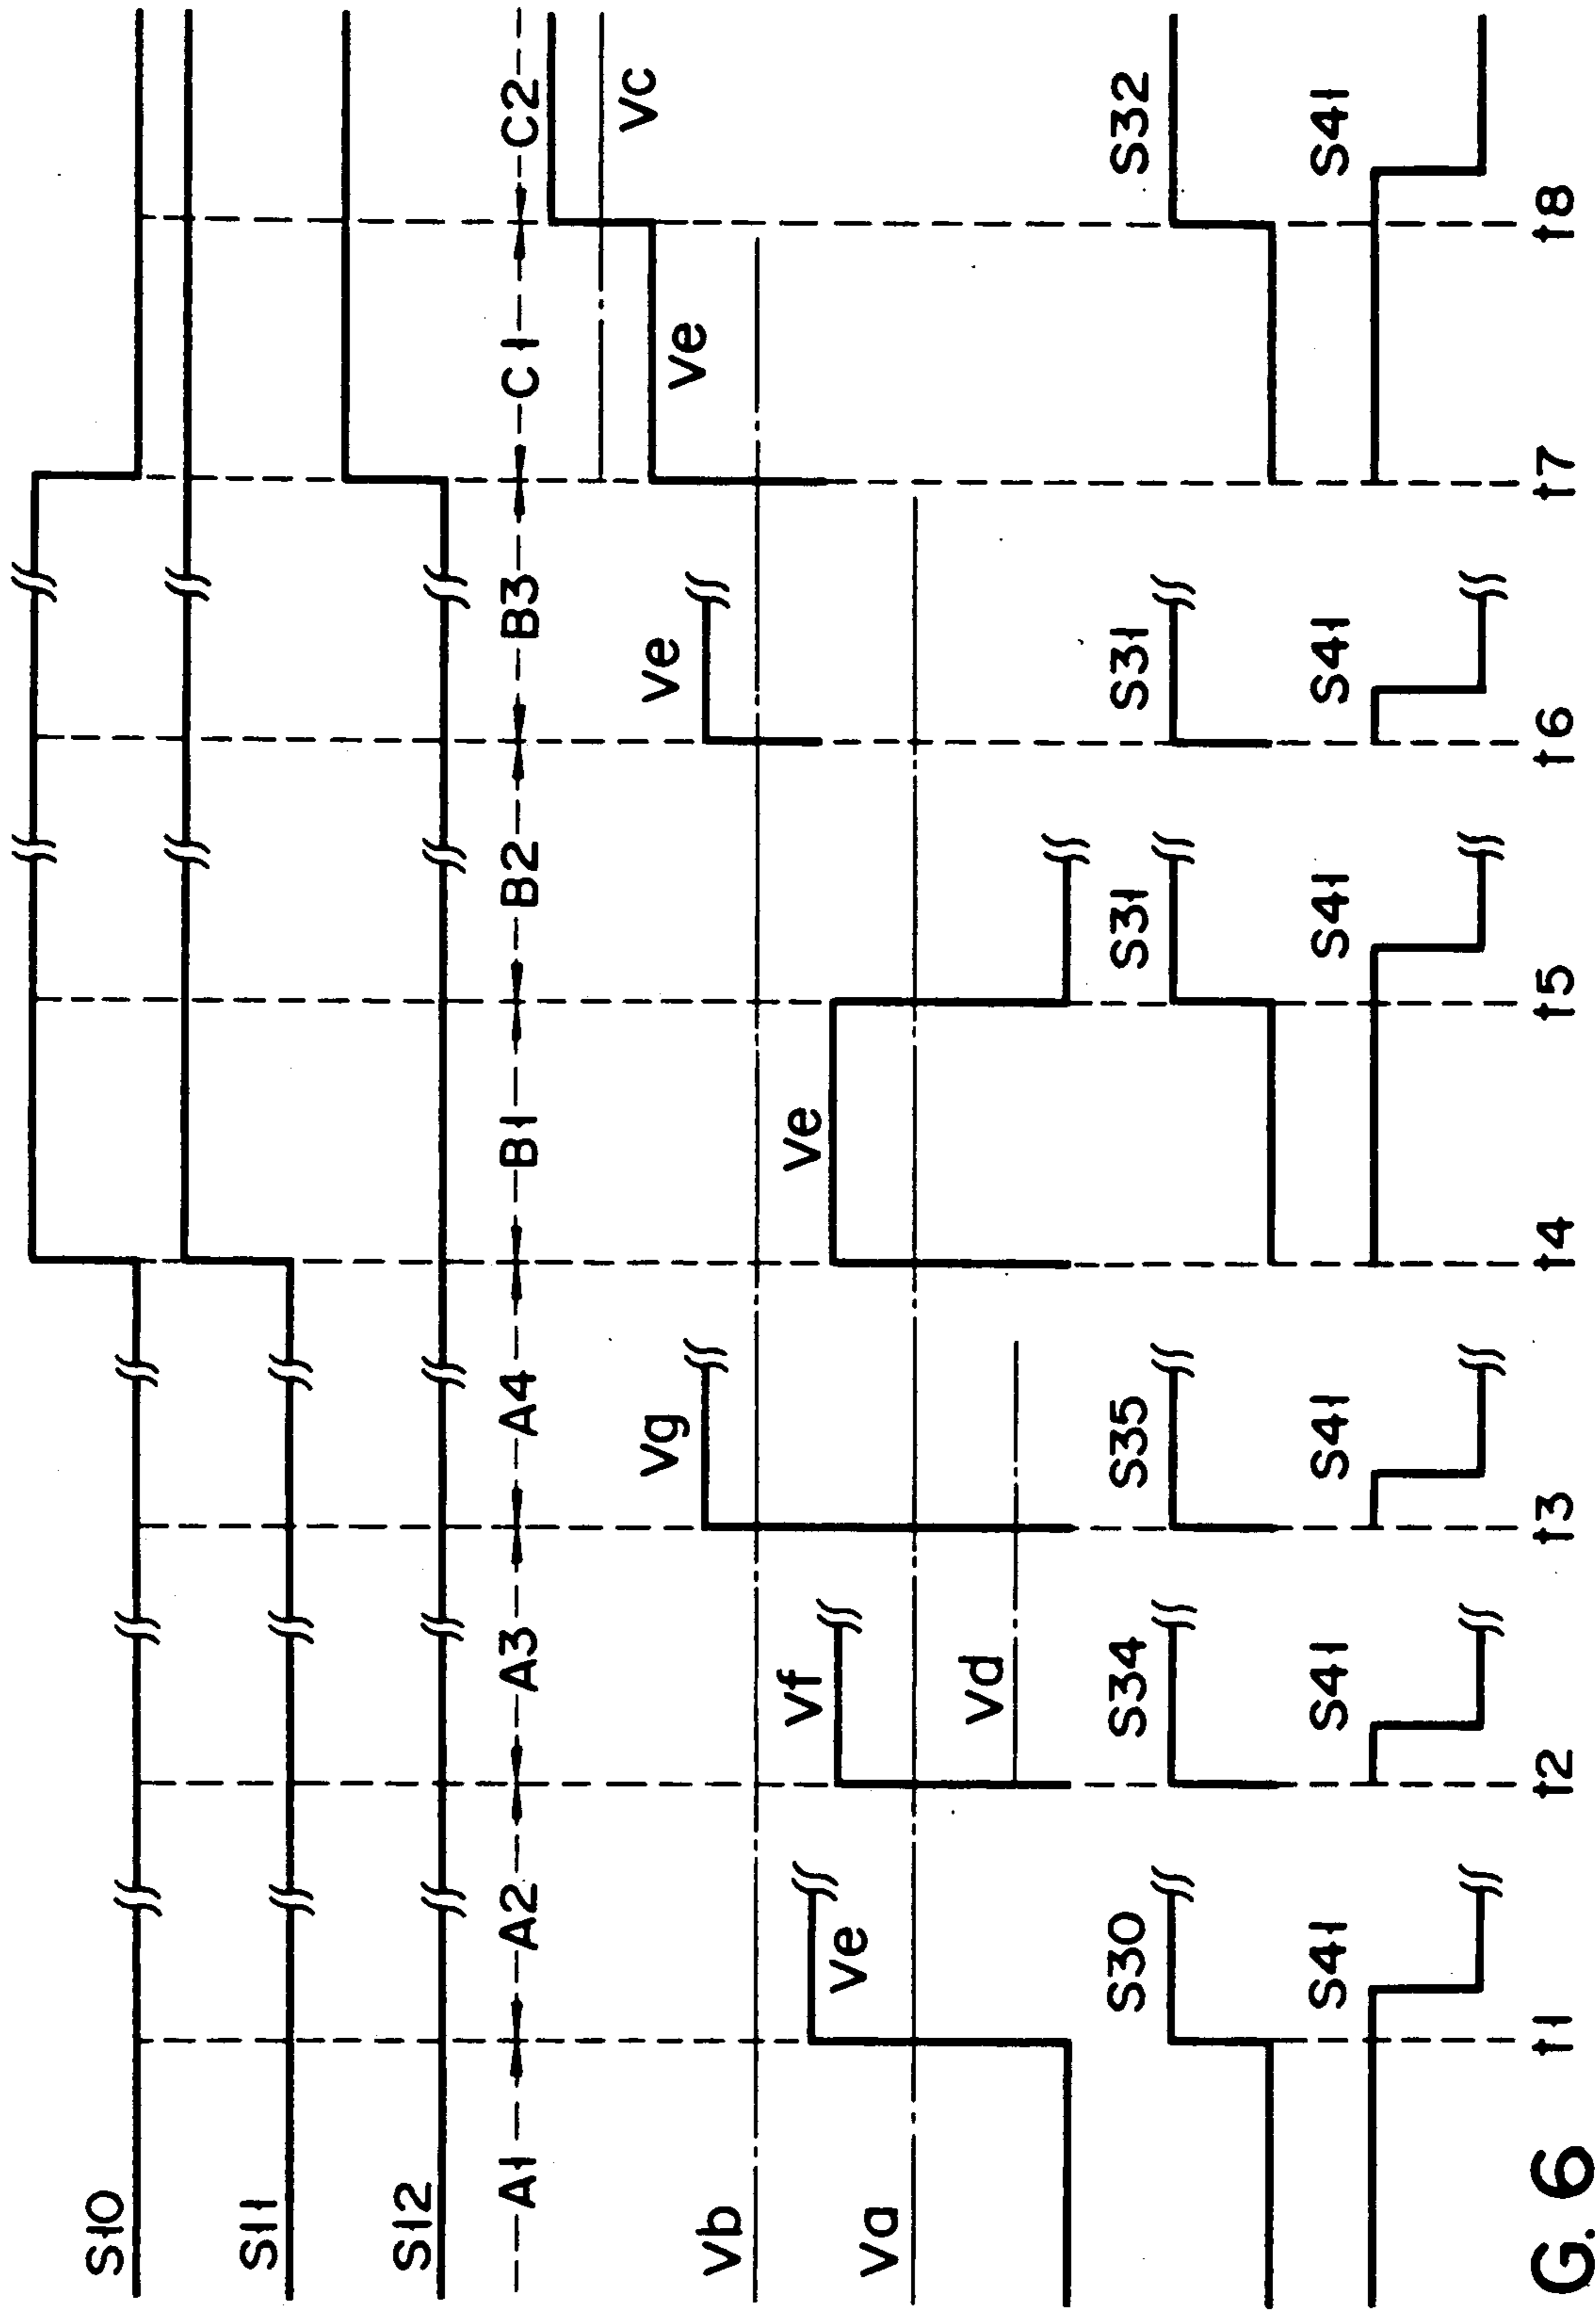 S10
S11
S12
A1 A2 A3 A4 B1 B2 B3 C1 C2
Vc
Vg Ve Ve
Vb
Ve Vf Ve Ve
Va
Vd
S30 S34 S35 S31 S31 S32
S41 S41 S41 S41 S41 S41
t1 t2 t3 t4 t5 t6 t7 t8
G. 6